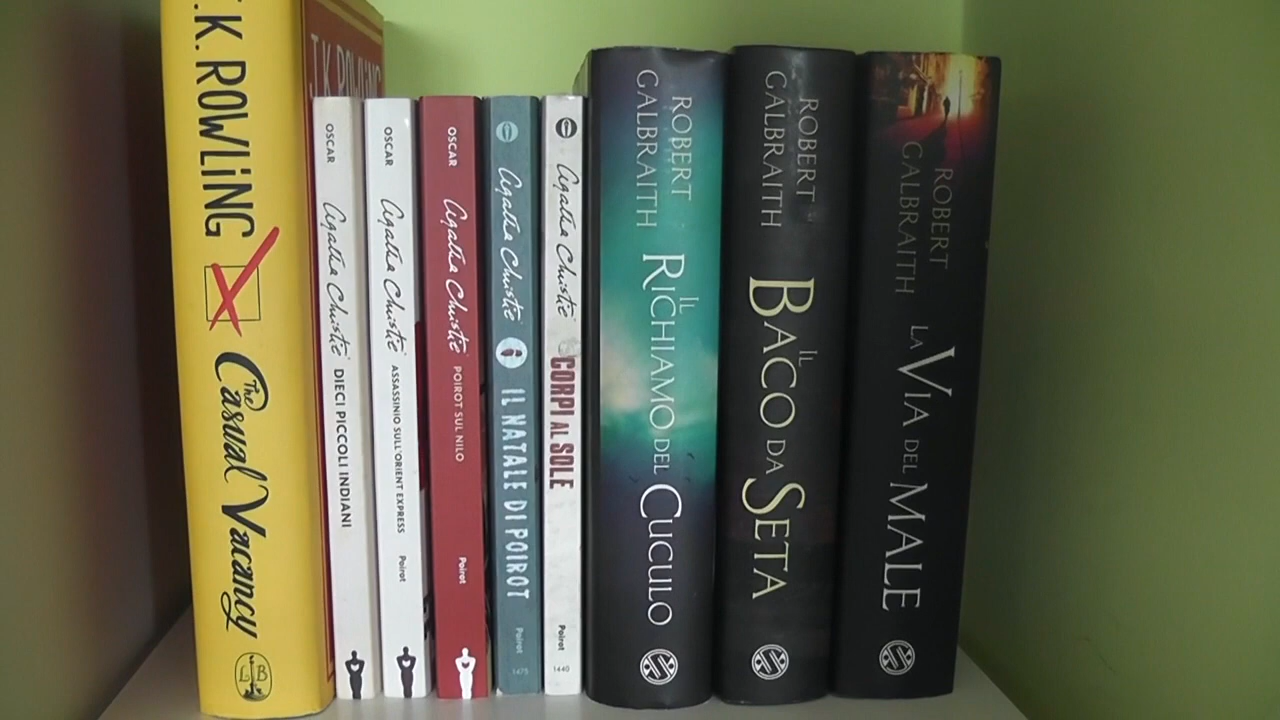 J.K. ROWLING
The Casual Vacancy
LB
J.K. ROWLING
OSCAR Agatha Christie DIECI PICCOLI INDIANI
OSCAR Agatha Christie ASSASSINIO SULL'ORIENT EXPRESS Poirot
OSCAR Agatha Christie POIROT SUL NILO Poirot
Agatha Christie IL NATALE DI POIROT Poirot
Agatha Christie CORPI AL SOLE Poirot 1440
ROBERT
GALBRAITH
IL
RICHIAMO DEL CUCULO
ROBERT
GALBRAITH
IL
BACO DA SETA
ROBERT
GALBRAITH
LA VIA DEL MALE